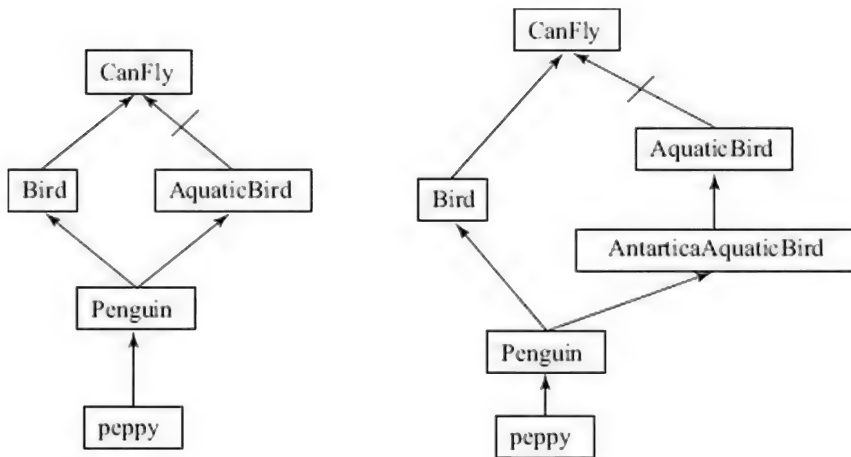 CanFly
Bird
AquaticBird
Penguin
peppy
CanFly
AquaticBird
Bird
AntarticaAquaticBird
Penguin
peppy